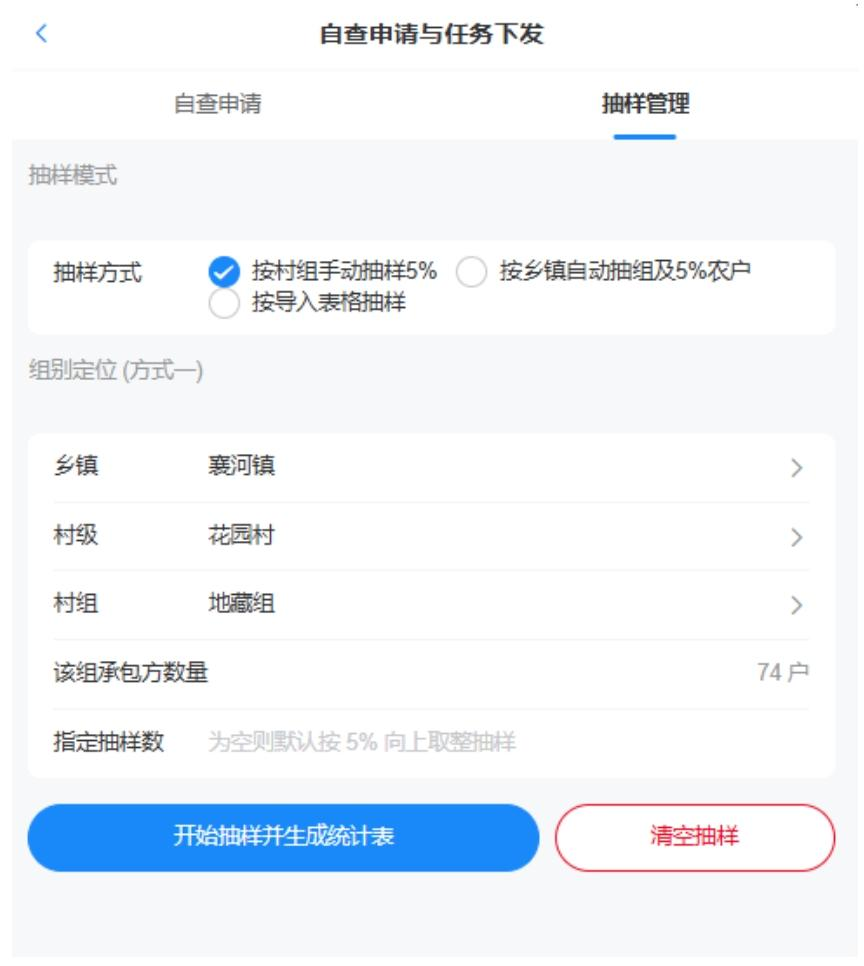 自查申请与任务下发
自查申请 抽样管理
抽样模式
抽样方式 按村组手动抽样5% 按乡镇自动抽组及5%农户
按导入表格抽样
组别定位 (方式一)
乡镇 襄河镇
村级 花园村
村组 地藏组
该组承包方数量 74 户
指定抽样数 为空则默认按 5% 向上取整抽样
开始抽样并生成统计表 清空抽样